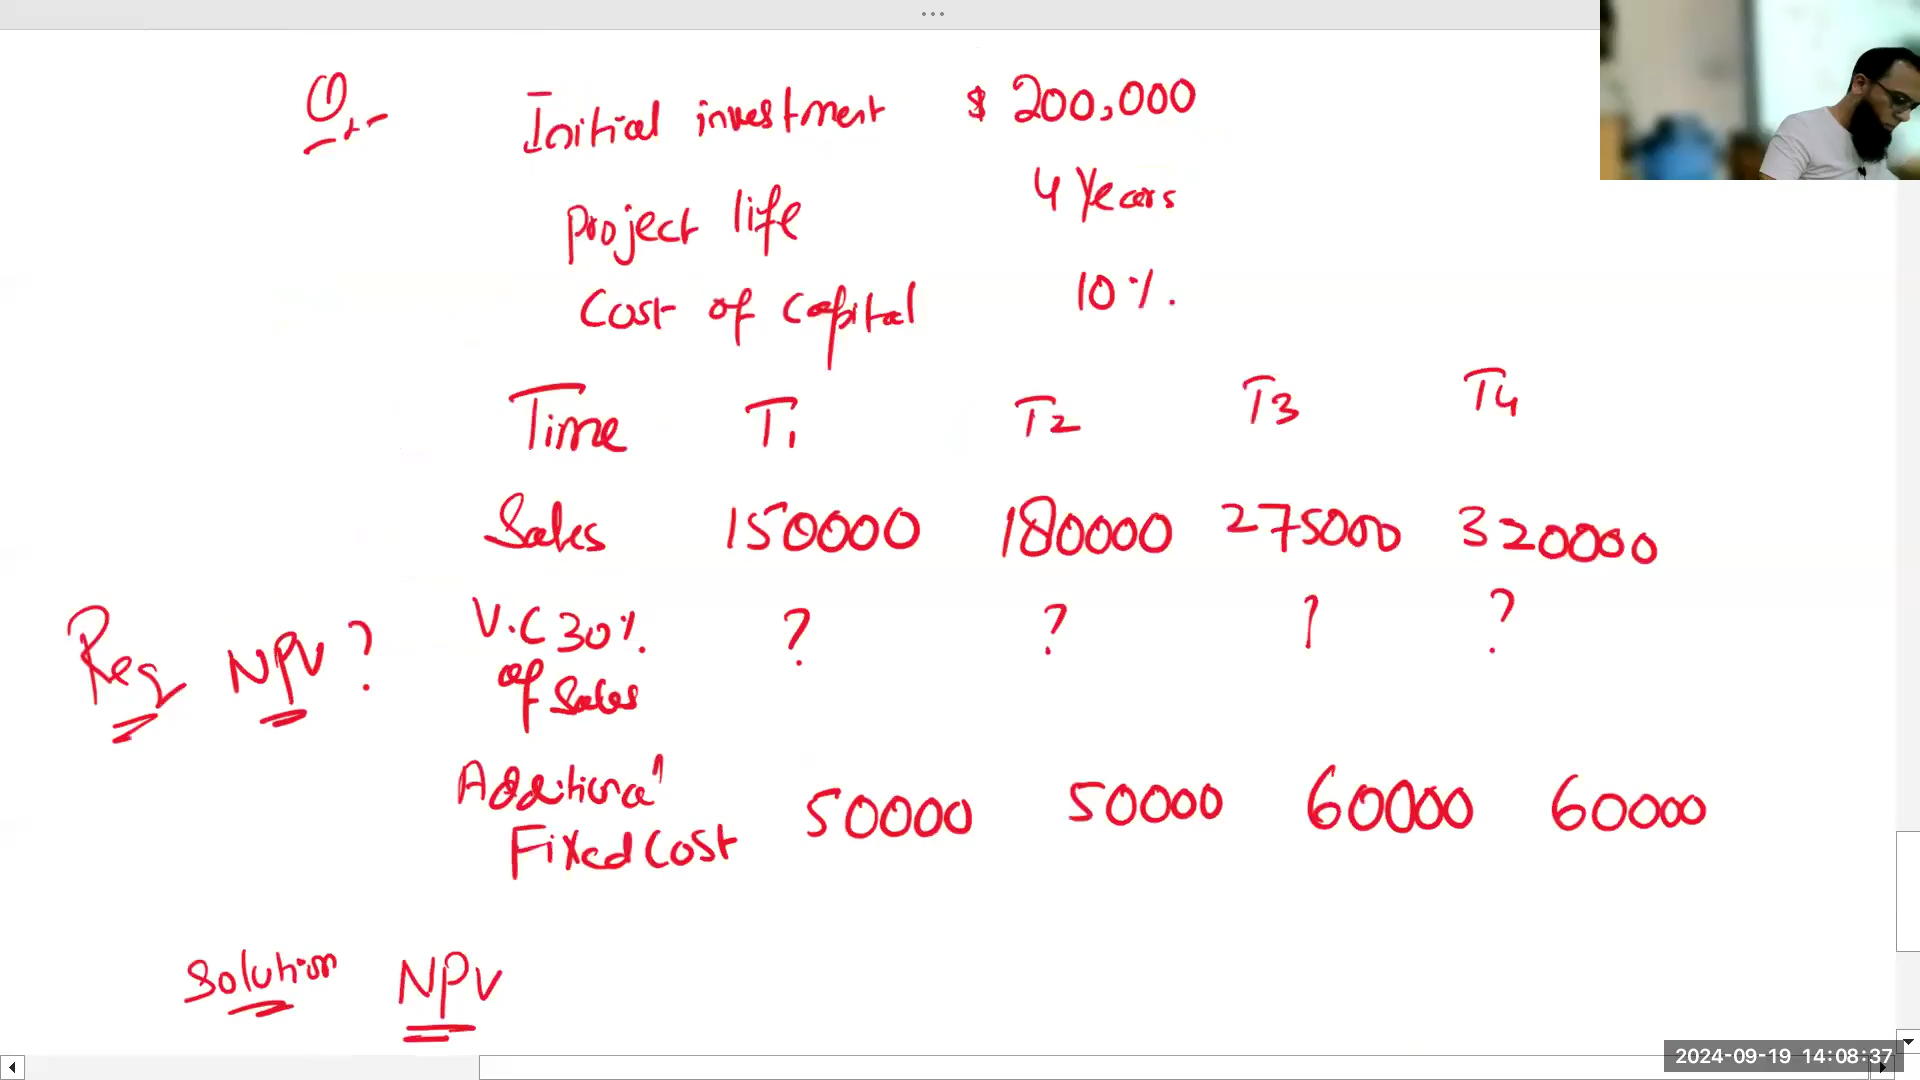 Q:-
Initial investment $ 200,000
Project life 4 Years
Cost of Capital 10%.
Time T1 T2 T3 T4
Sales 150000 180000 275000 320000
V.C 30% ? ? ? ?
of Sales
Req NPV ?
Additional
Fixed Cost 50000 50000 60000 60000
Solution NPV
2024-09-19 14:08:37